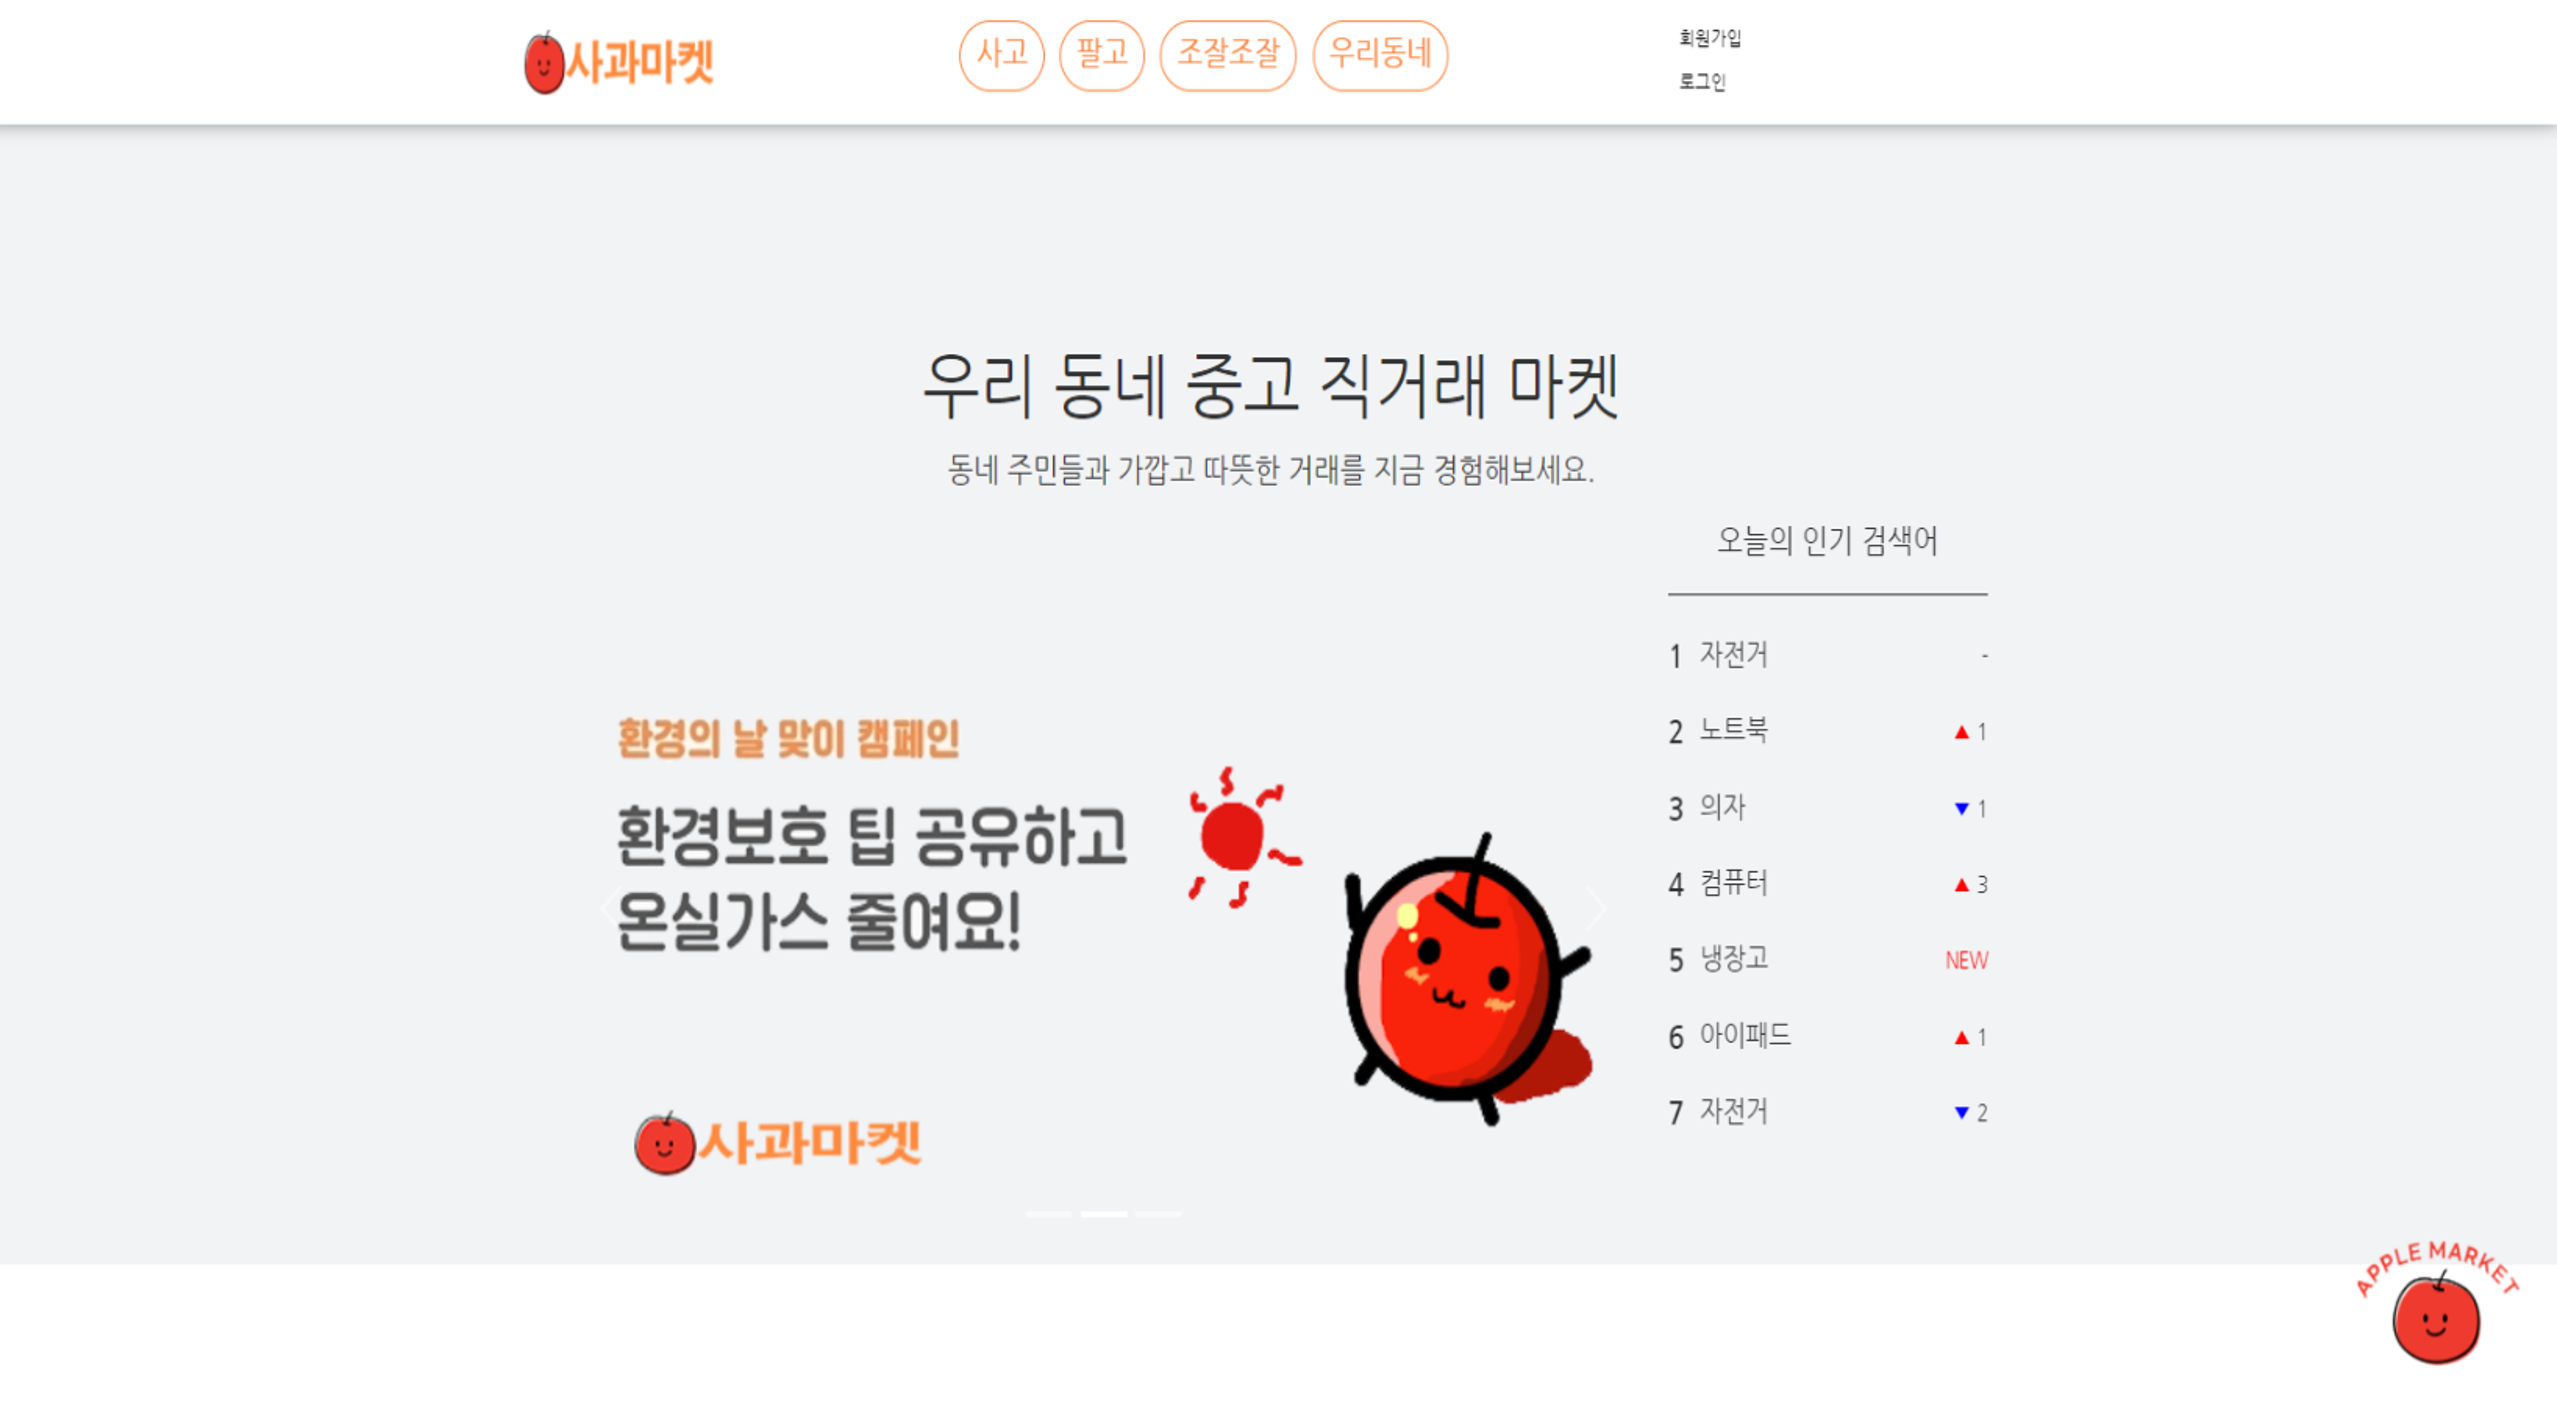 사과마켓
사고 팔고 조잘조잘 우리동네
회원가입
로그인
우리 동네 중고 직거래 마켓
동네 주민들과 가깝고 따뜻한 거래를 지금 경험해보세요.
환경의 날 맞이 캠페인
환경보호 팁 공유하고
온실가스 줄여요!
사과마켓
오늘의 인기 검색어
1 자전거 -
2 노트북 ▲ 1
3 의자 ▼ 1
4 컴퓨터 ▲ 3
5 냉장고 NEW
6 아이패드 ▲ 1
7 자전거 ▼ 2
APPLE MARKET